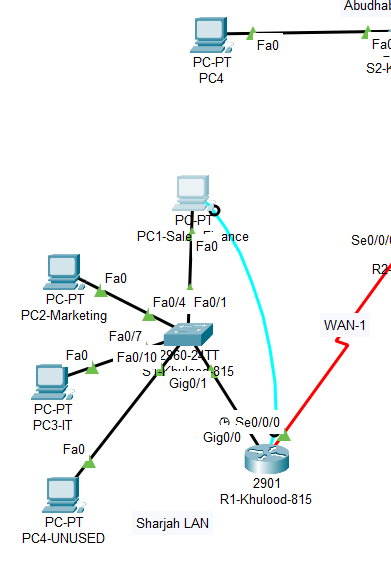 Abudhab
Fa0
Fa0
PC-PT
PC4
S2-K
PC-PT
PC1-Sale
ance
Fa0
Se0/0/0
R2
Fa0
PC-PT
PC2-Marketing
Fa0/4
Fa0/1
WAN-1
Fa0/7
Fa0
Fa0/10
2960-24TT
S1-Khulood-815
PC-PT
PC3-IT
Gig0/1
Se0/0/0
Gig0/0
Fa0
2901
R1-Khulood-815
PC-PT
PC4-UNUSED
Sharjah LAN